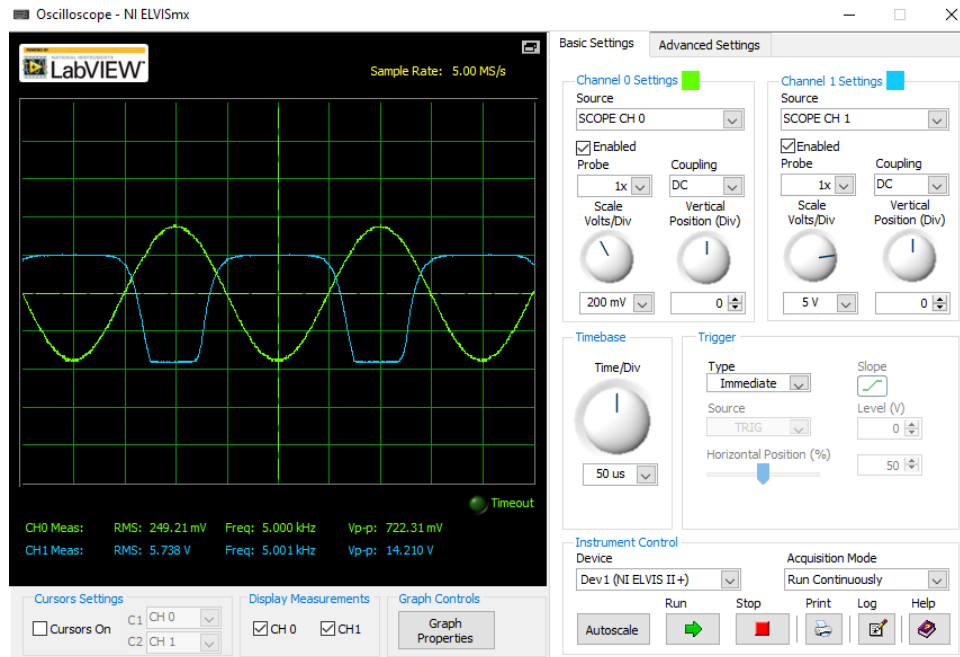 Oscilloscope - NI ELVISmx
POWERED BY
NATIONAL INSTRUMENTS
LabVIEW
Sample Rate: 5.00 MS/s
Timeout
CH0 Meas: RMS: 249.21 mV Freq: 5.000 kHz Vp-p: 722.31 mV
CH1 Meas: RMS: 5.738 V Freq: 5.001 kHz Vp-p: 14.210 V
Cursors Settings
Cursors On
C1 CH 0
C2 CH 1
Display Measurements
CH 0 CH1
Graph Controls
Graph
Properties
Basic Settings Advanced Settings
Channel 0 Settings
Source
SCOPE CH 0
Enabled
Probe Coupling
1x DC
Scale Vertical
Volts/Div Position (Div)
200 mV 0
Channel 1 Settings
Source
SCOPE CH 1
Enabled
Probe Coupling
1x DC
Scale Vertical
Volts/Div Position (Div)
5 V 0
Timebase
Time/Div
50 us
Trigger
Type Slope
Immediate
Source Level (V)
TRIG 0
Horizontal Position (%)
50
Instrument Control
Device Acquisition Mode
Dev1 (NI ELVIS II+) Run Continuously
Run Stop Print Log Help
Autoscale